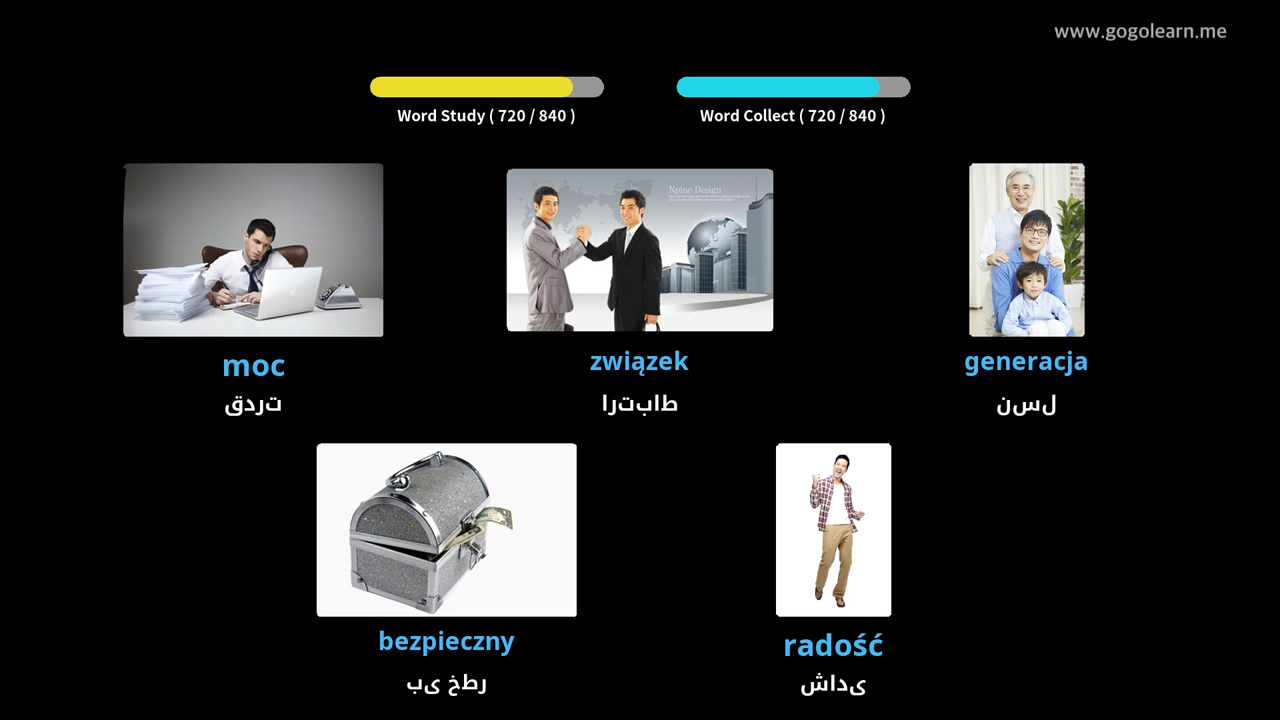 www.gogolearn.me
Word Study ( 720 / 840 )
Word Collect ( 720 / 840 )
Npine Design
moc
تردق
związek
طابترا
generacja
لسن
bezpieczny
رطخ یب
radość
یداش